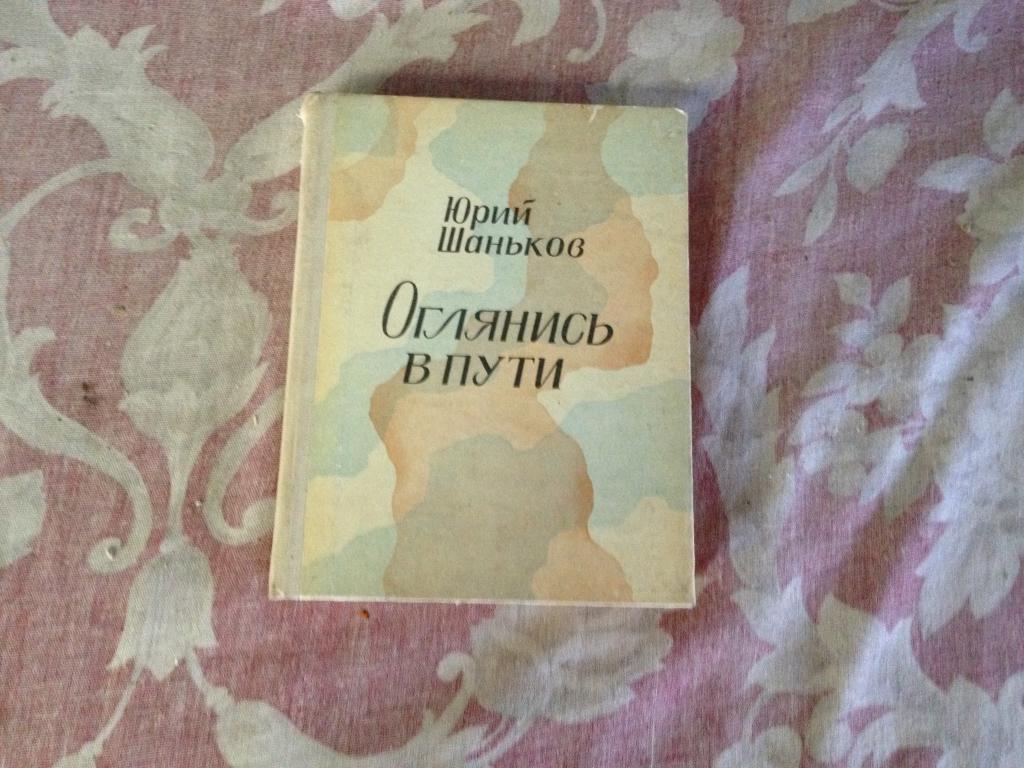 Юрий
Шаньков
Оглянись
в пути